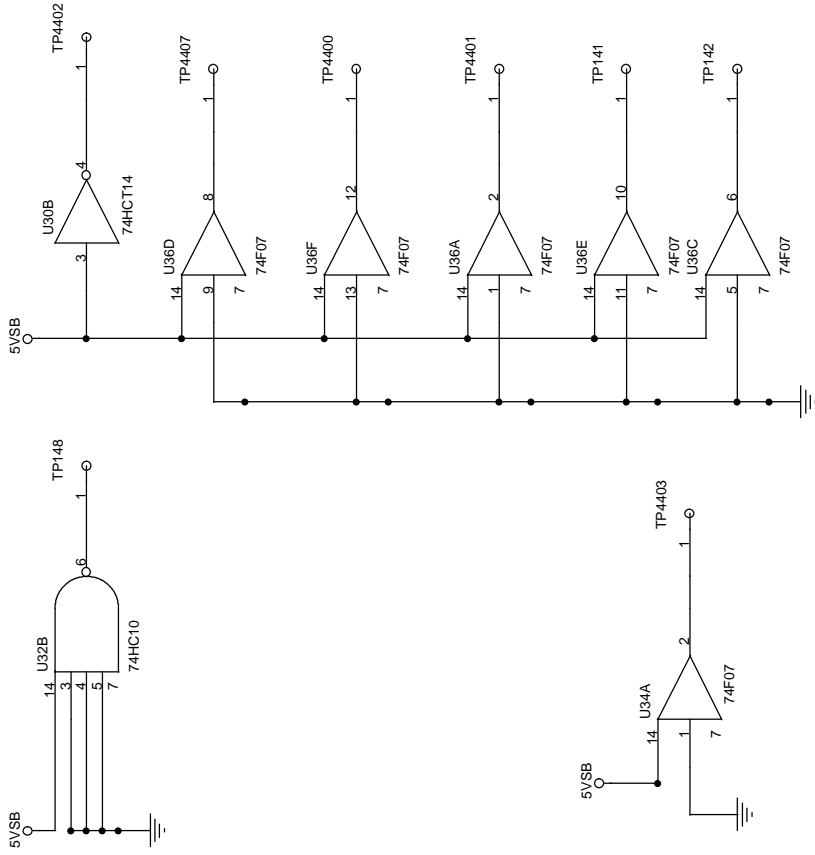 TP4402
1
4
U30B
74HCT14
3
5VSB
TP4407
1
8
U36D
74F07
14
9
7
TP4400
1
12
U36F
74F07
14
13
7
TP4401
1
2
U36A
74F07
14
1
7
TP141
1
10
U36E
74F07
14
11
7
TP142
1
6
U36C
74F07
14
5
7
TP148
1
6
U32B
74HC10
14
3
4
5
7
5VSB
TP4403
1
2
U34A
74F07
14
1
7
5VSB